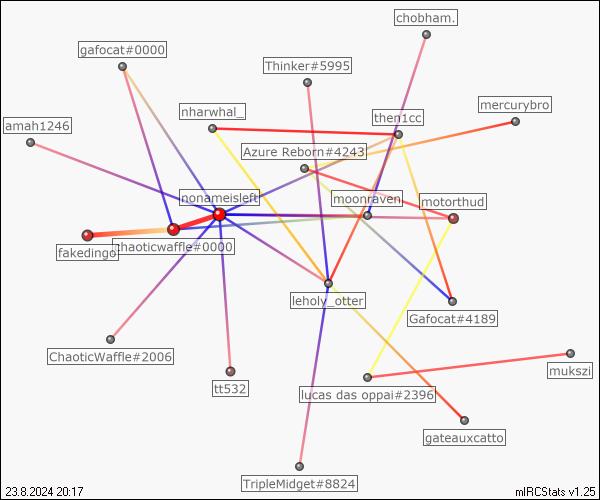 chobham.
gafocat#0000
Thinker#5995
nharwhal_
mercurybro
then1cc
amah1246
Azure Reborn#4243
nonameisleft
moonraven
motorthud
chaoticwaffle#0000
fakedingo
leholy_otter
Gafocat#4189
ChaoticWaffle#2006
mukszi
tt532
lucas das oppai#2396
gateauxcatto
TripleMidget#8824
23.8.2024 20:17
mIRCStats v1.25